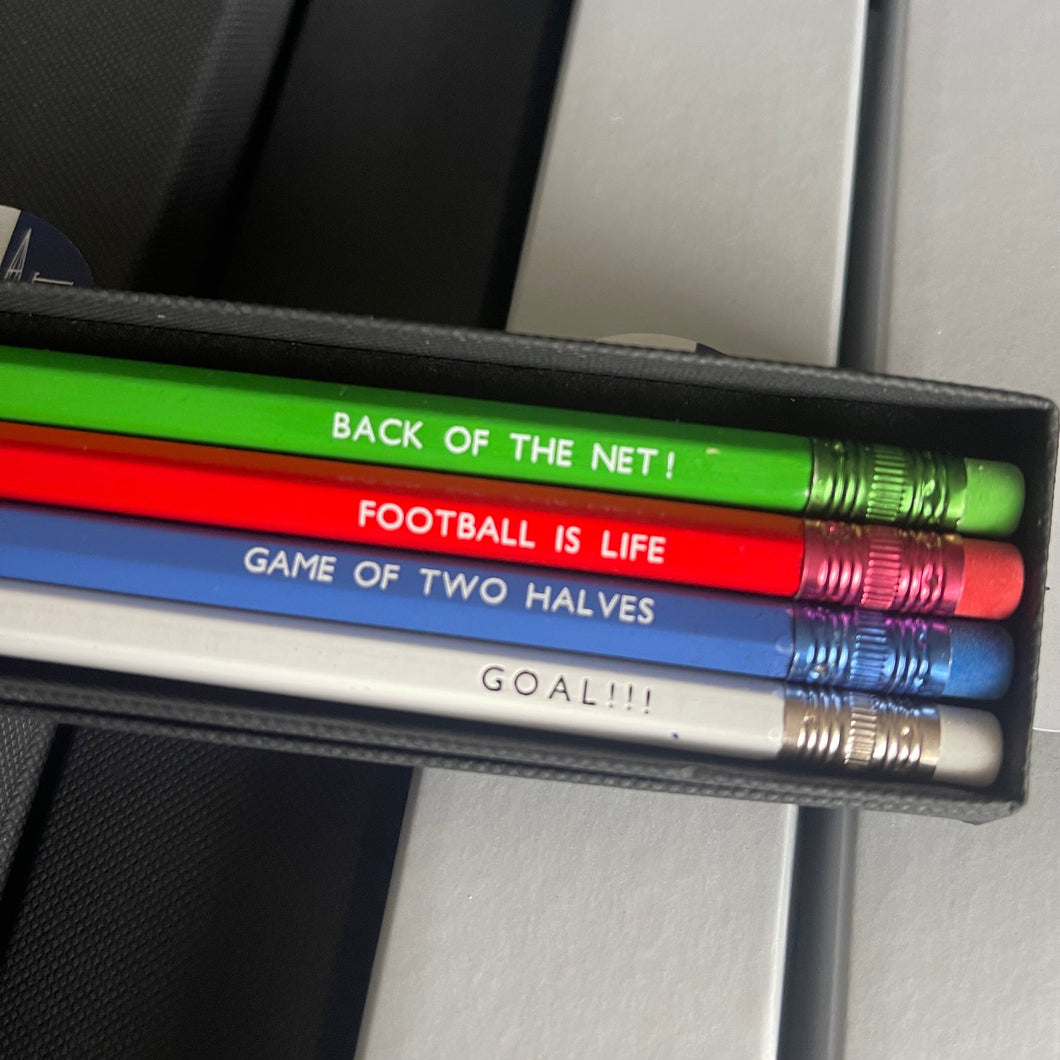 BACK OF THE NET!
FOOTBALL IS LIFE
GAME OF TWO HALVES
GOAL!!!